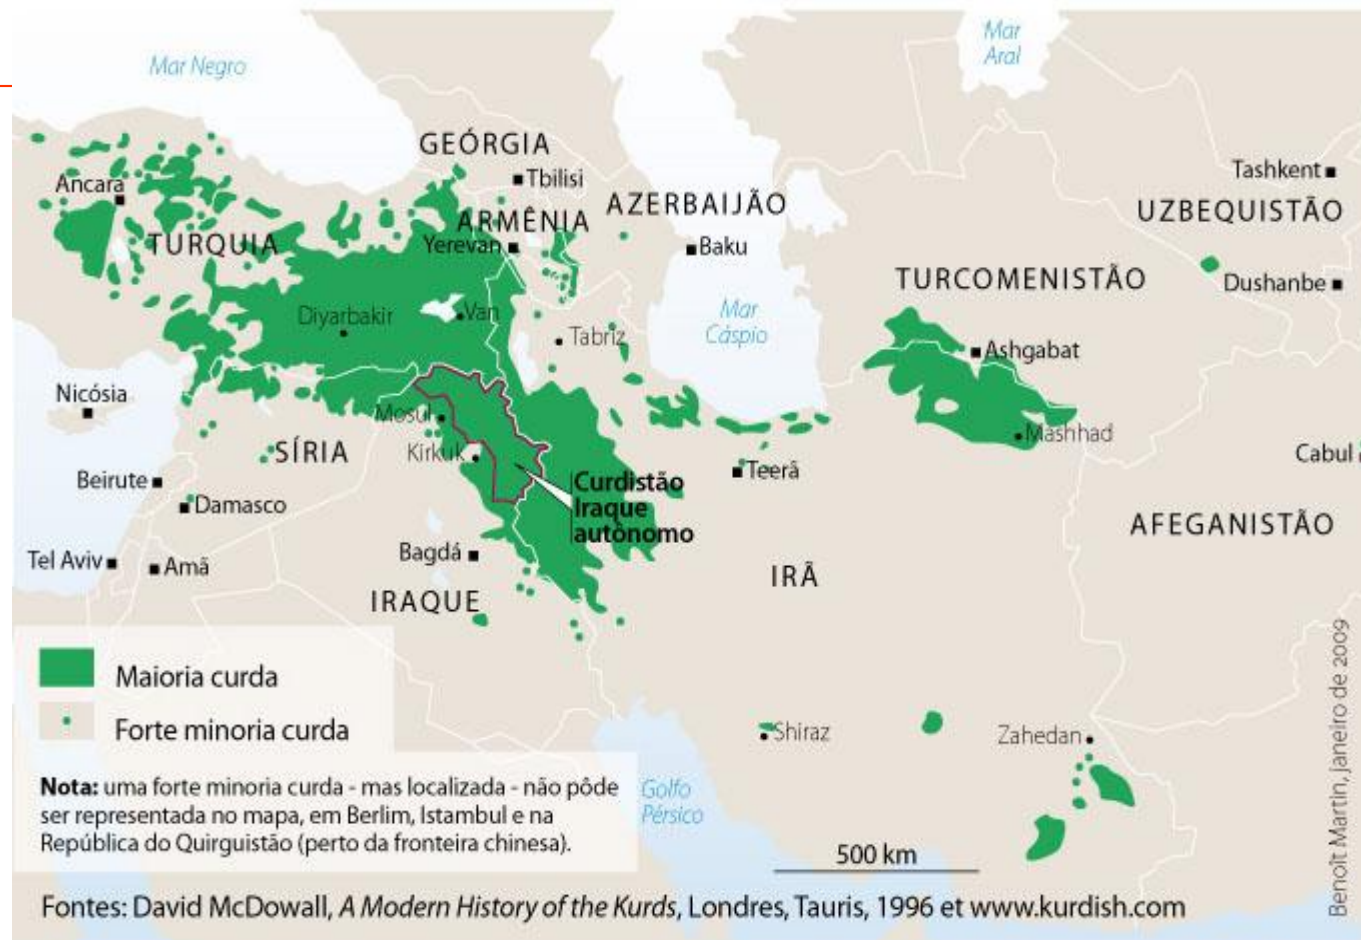 Mar Negro
Mar
Aral
GEÓRGIA
Tbilisi
Tashkent
Ancara
AZERBAIJÃO
UZBEQUISTÃO
ARMÊNIA
TURQUIA
Yerevan
Baku
TURCOMENISTÃO
Dushanbe
Diyarbakir
Van
Tabriz
Mar
Cáspio
Ashgabat
Nicósia
Mosul
Mashhad
SÍRIA
Kirkuk
Cabul
Beirute
Teerã
Damasco
Curdistão
Iraque
autônomo
AFEGANISTÃO
Tel Aviv
Amã
Bagdá
IRÃ
IRAQUE
Maioria curda
Forte minoria curda
Shiraz
Zahedan
Nota: uma forte minoria curda - mas localizada - não pôde
ser representada no mapa, em Berlim, Istambul e na
República do Quirguistão (perto da fronteira chinesa).
Golfo
Pérsico
500 km
Benoît Martin, janeiro de 2009
Fontes: David McDowall, A Modern History of the Kurds, Londres, Tauris, 1996 et www.kurdish.com